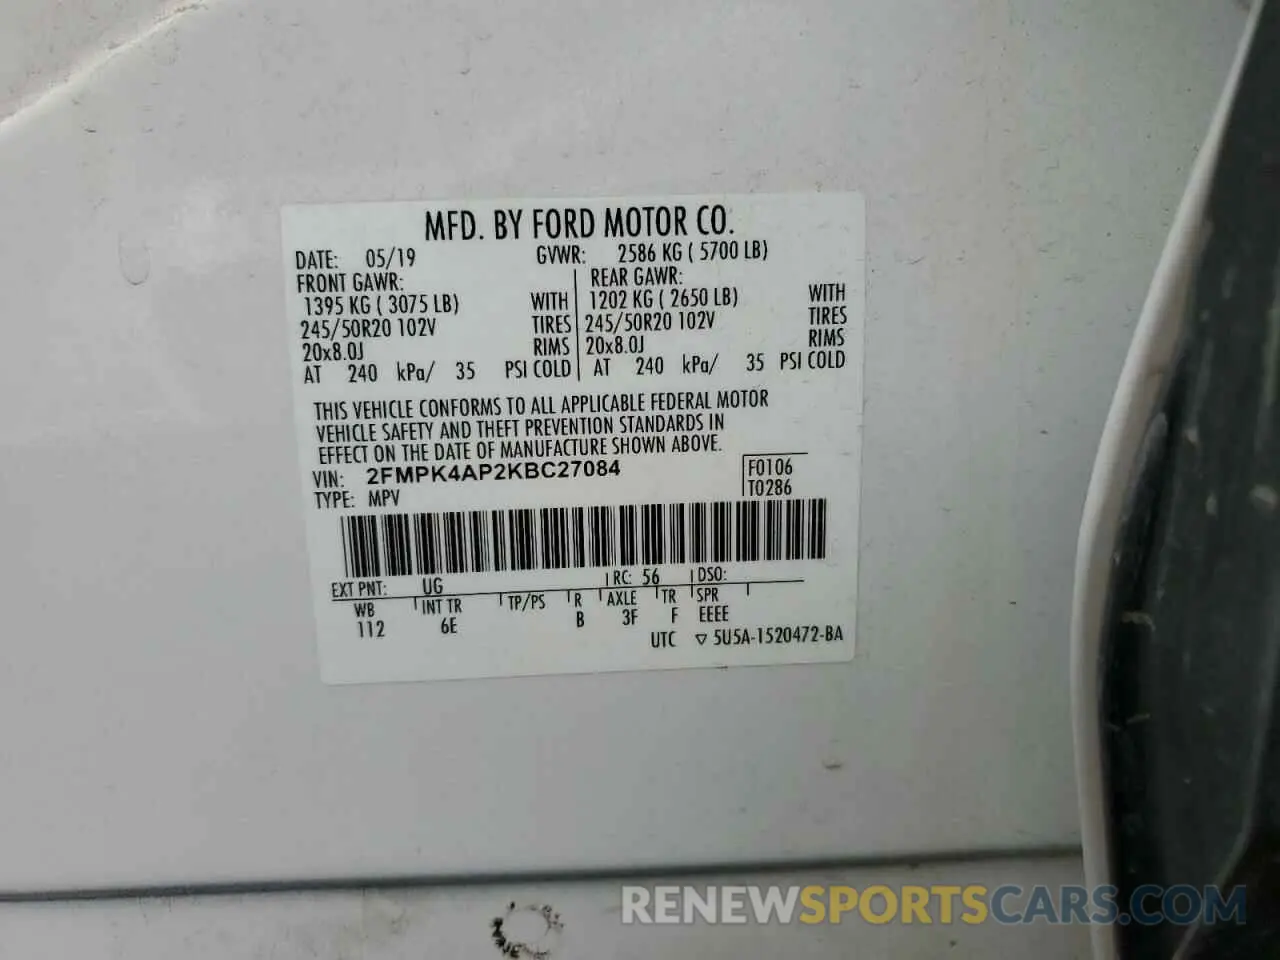 MFD. BY FORD MOTOR CO.
DATE: 05/19 GVWR: 2586 KG ( 5700 LB)
FRONT GAWR: REAR GAWR:
1395 KG ( 3075 LB) WITH 1202 KG ( 2650 LB) WITH
245/50R20 102V TIRES 245/50R20 102V TIRES
20x8.0J RIMS 20x8.0J RIMS
AT 240 kPa/ 35 PSI COLD AT 240 kPa/ 35 PSI COLD
THIS VEHICLE CONFORMS TO ALL APPLICABLE FEDERAL MOTOR
VEHICLE SAFETY AND THEFT PREVENTION STANDARDS IN
EFFECT ON THE DATE OF MANUFACTURE SHOWN ABOVE.
VIN: 2FMPK4AP2KBC27084 F0106
TYPE: MPV T0286
EXT PNT: UG RC: 56 DSO:
WB INT TR TP/PS R AXLE TR SPR
112 6E B 3F F EEEE
UTC ▽ 5U5A-1520472-BA
RENEWSPORTSCARS.COM